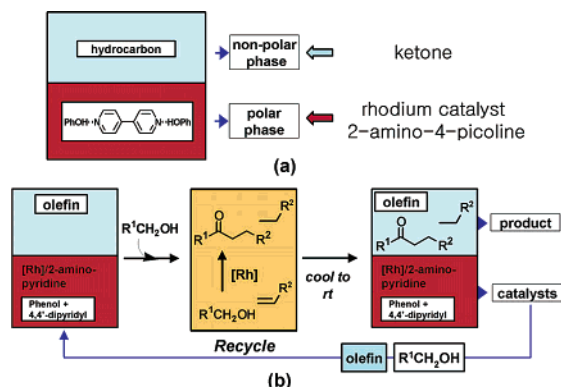 hydrocarbon
non-polar
phase
ketone
PhOH···N
N···HOPh
polar
phase
rhodium catalyst
2-amino-4-picoline
(a)
olefin
R¹CH₂OH
[Rh]/2-amino-
pyridine
Phenol +
4,4'-dipyridyl
O
R²
R¹
R²
[Rh]
R²
R¹CH₂OH
cool to
rt
olefin
O
R²
R¹
R²
[Rh]/2-amino-
pyridine
Phenol +
4,4'-dipyridyl
product
catalysts
Recycle
olefin
R¹CH₂OH
(b)